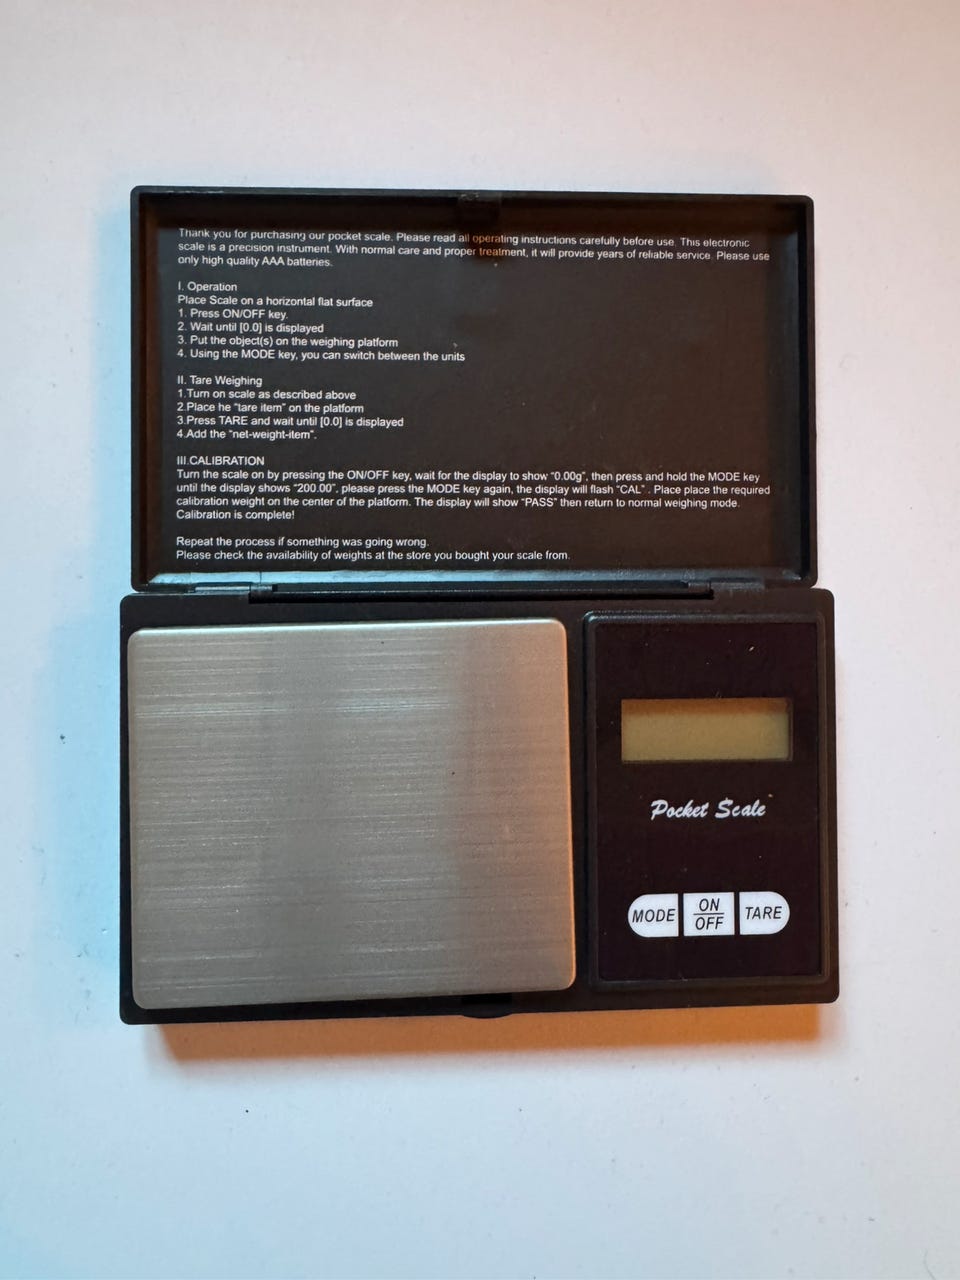 Thank you for purchasing our pocket scale. Please read all operating instructions carefully before use. This electronic
scale is a precision instrument. With normal care and proper treatment, it will provide years of reliable service. Please use
only high quality AAA batteries.
I. Operation
Place Scale on a horizontal flat surface
1. Press ON/OFF key.
2. Wait until [0.0] is displayed
3. Put the object(s) on the weighing platform
4. Using the MODE key, you can switch between the units
II. Tare Weighing
1.Turn on scale as described above
2.Place he "tare item" on the platform
3.Press TARE and wait until [0.0] is displayed
4.Add the "net-weight-item".
III.CALIBRATION
Turn the scale on by pressing the ON/OFF key, wait for the display to show "0.00g", then press and hold the MODE key
until the display shows "200.00", please press the MODE key again, the display will flash "CAL" . Place place the required
calibration weight on the center of the platform. The display will show "PASS" then return to normal weighing mode.
Calibration is complete!
Repeat the process if something was going wrong.
Please check the availability of weights at the store you bought your scale from.
Pocket Scale
MODE
ON
OFF
TARE